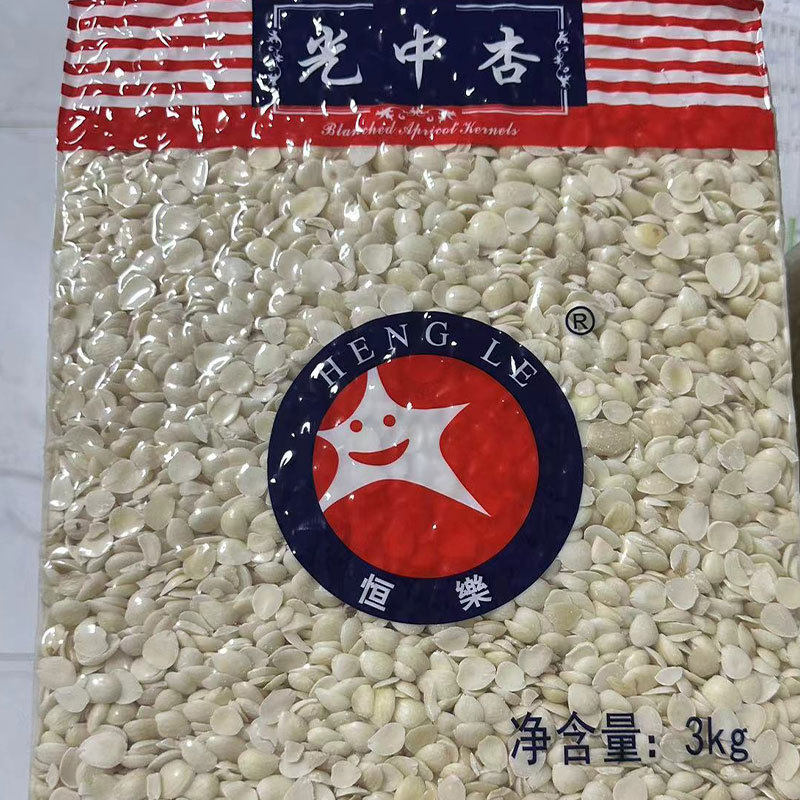 光中杏
Blanched Apricot Kernels
®
HENG LE
恒樂
净含量：3kg